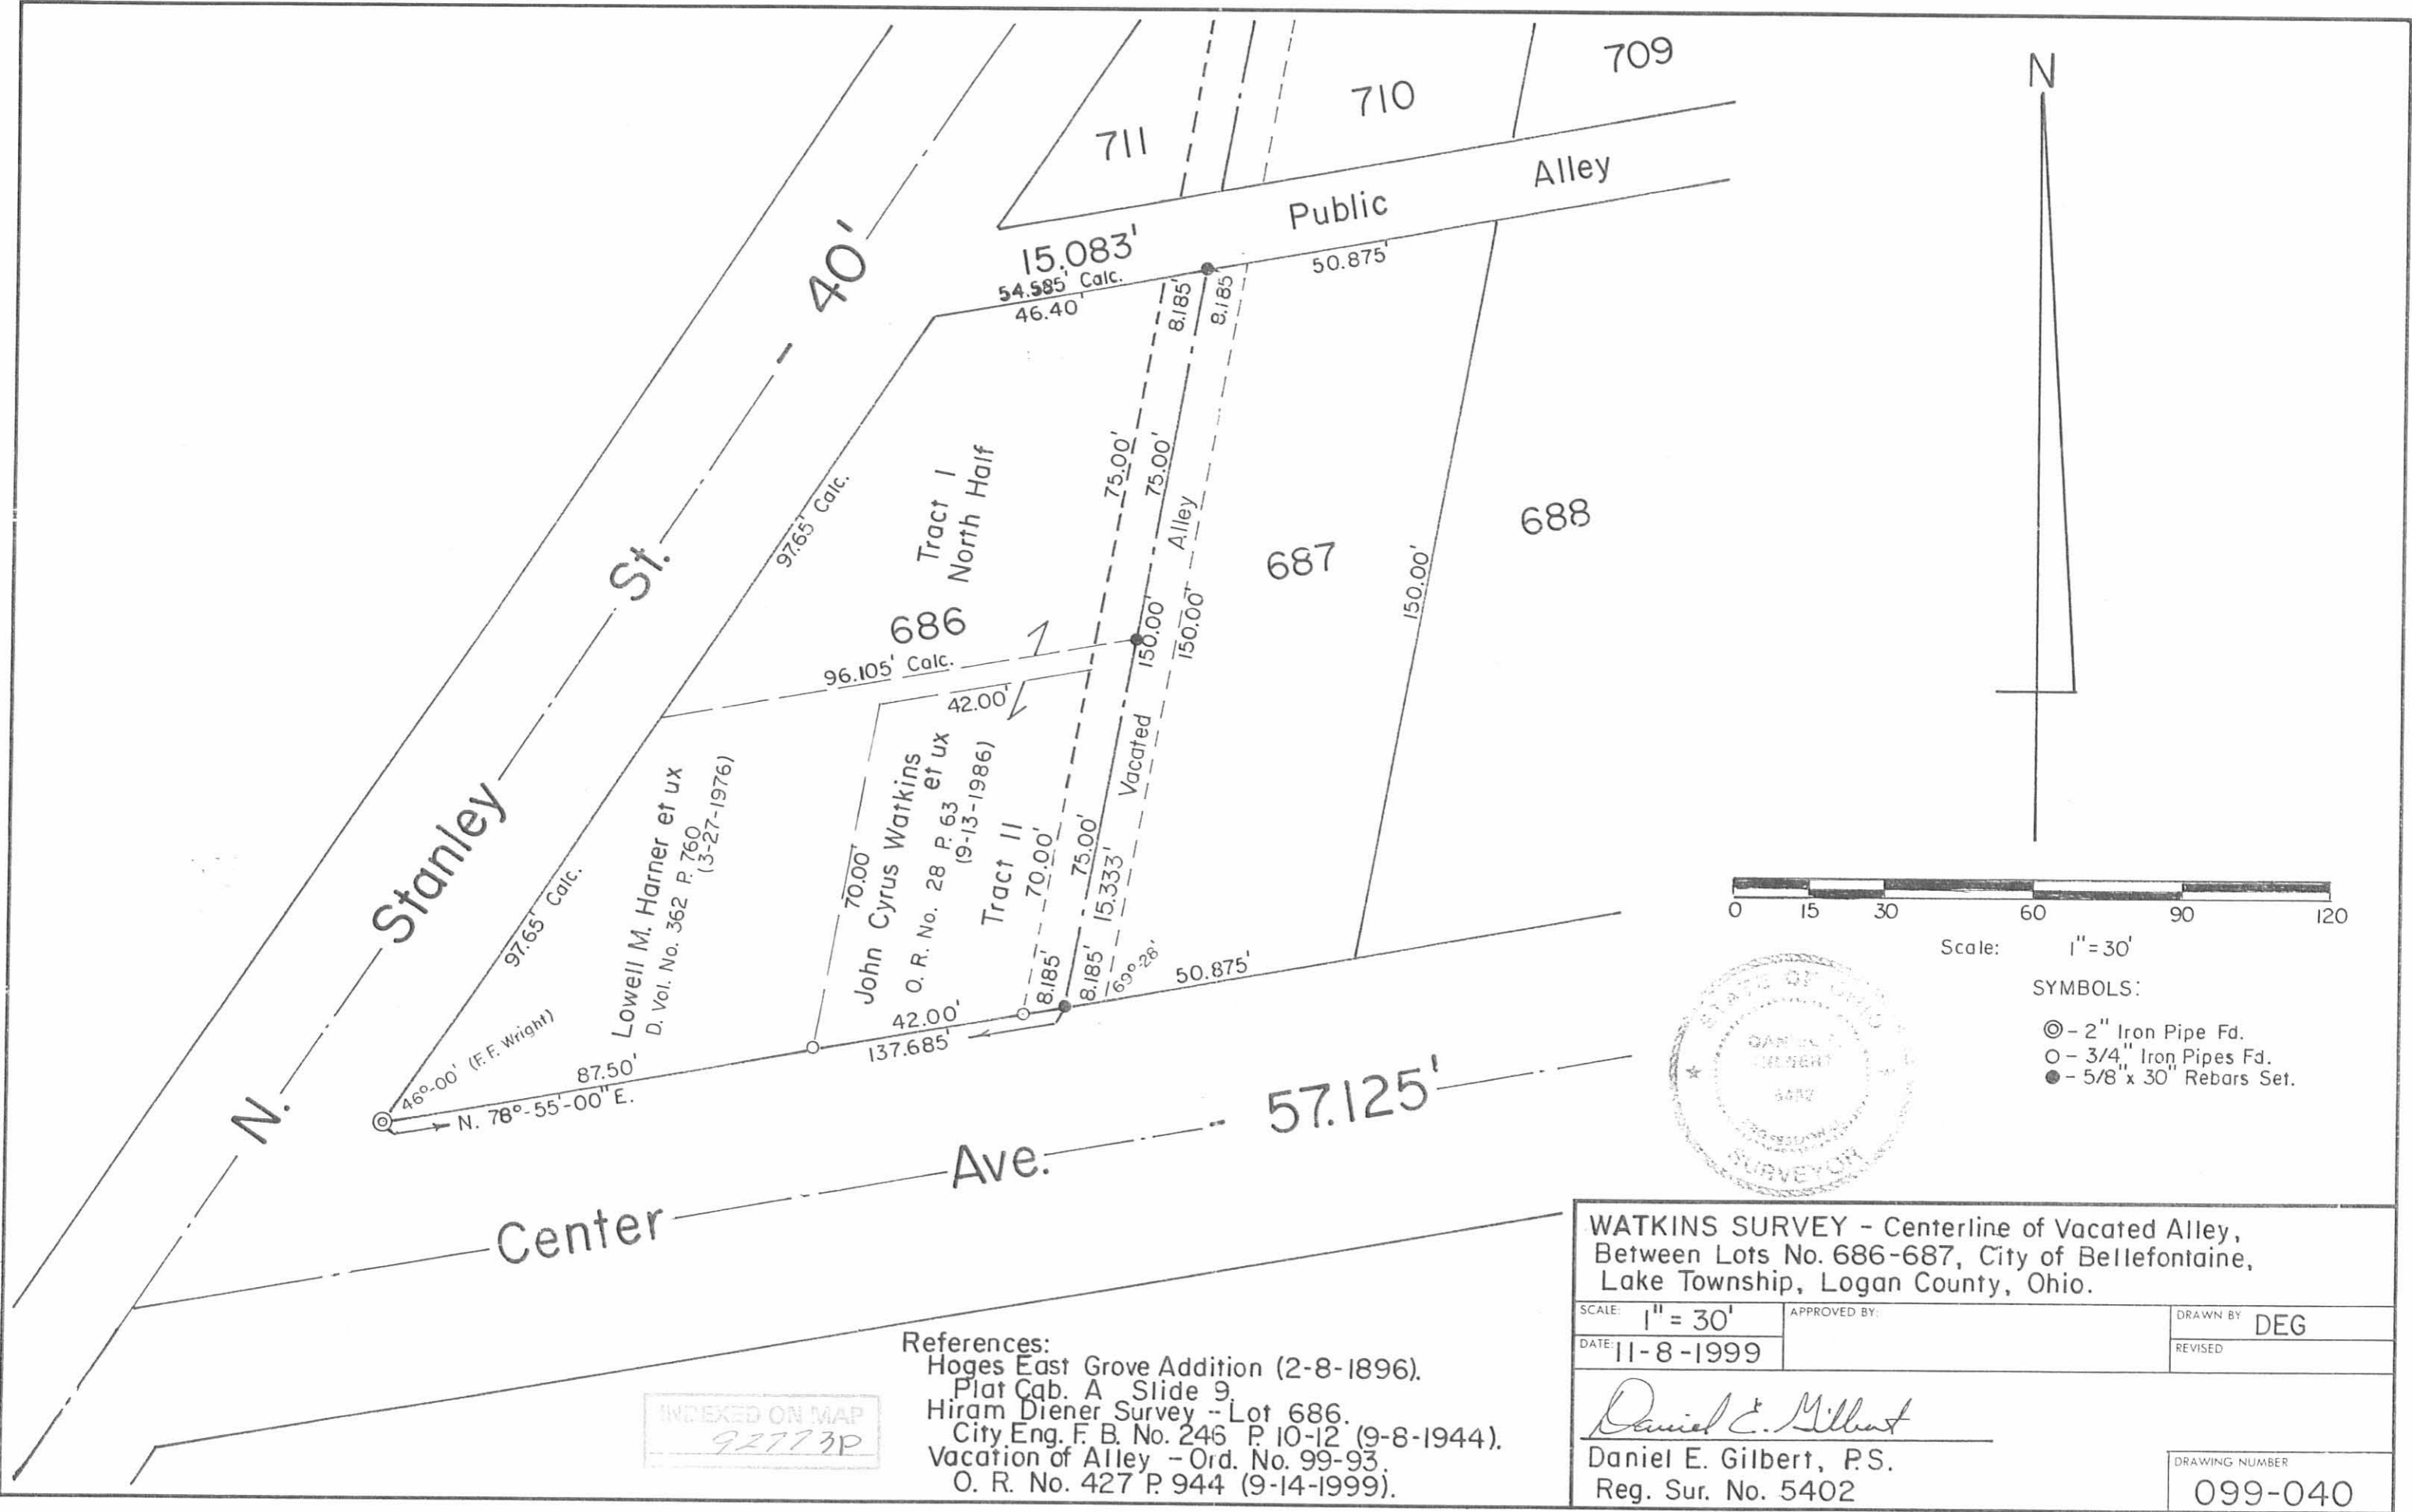 709
710
711
N
Public Alley
15.083'
54.585' Calc.
46.40'
50.875'
8.185'
8.185'
N. Stanley St. - 40'
97.65' Calc.
Tract I
North Half
75.00'
75.00'
Vacated Alley
150.00'
150.00'
686
687
688
150.00'
96.105' Calc.
42.00'
97.65' Calc.
Lowell M. Harner et ux
D. Vol. No. 362 P. 760
(3-27-1976)
70.00'
John Cyrus Watkins
et ux
O. R. No. 28 P. 63
(9-13-1986)
Tract II
70.00'
75.00'
15.333'
8.185'
8.185'
69°-26'
50.875'
42.00'
137.685'
87.50'
46°-00' (F.F. Wright)
N. 78°-55'-00" E.
Center Ave. - 57.125'
0 15 30 60 90 120
Scale: 1"=30'
SYMBOLS:
◎ - 2" Iron Pipe Fd.
○ - 3/4" Iron Pipes Fd.
● - 5/8" x 30" Rebars Set.
STATE OF OHIO
5402
SURVEYOR
References:
Hoges East Grove Addition (2-8-1896).
Plat Cab. A Slide 9.
Hiram Diener Survey - Lot 686.
City Eng. F. B. No. 246 P. 10-12 (9-8-1944).
Vacation of Alley - Ord. No. 99-93.
O. R. No. 427 P. 944 (9-14-1999).
INDEXED ON MAP
92773P
WATKINS SURVEY - Centerline of Vacated Alley,
Between Lots No. 686-687, City of Bellefontaine,
Lake Township, Logan County, Ohio.
SCALE: 1" = 30'
APPROVED BY:
DRAWN BY DEG
DATE: 11-8-1999
REVISED
Daniel E. Gilbert
Daniel E. Gilbert, P.S.
Reg. Sur. No. 5402
DRAWING NUMBER
099-040